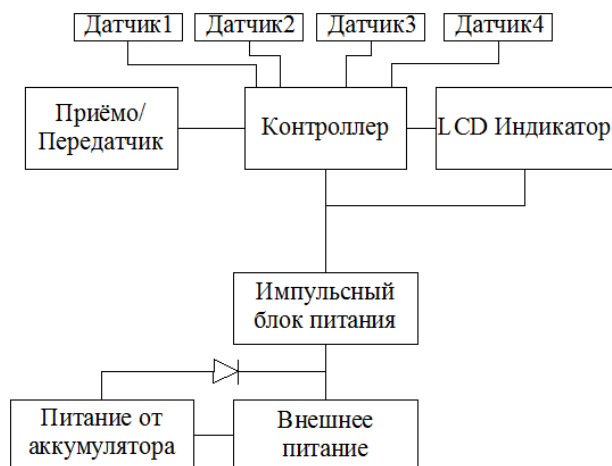 Датчик1 Датчик2 Датчик3 Датчик4
Приёмо/
Передатчик
Контроллер
LCD Индикатор
Импульсный
блок питания
Питание от
аккумулятора
Внешнее
питание